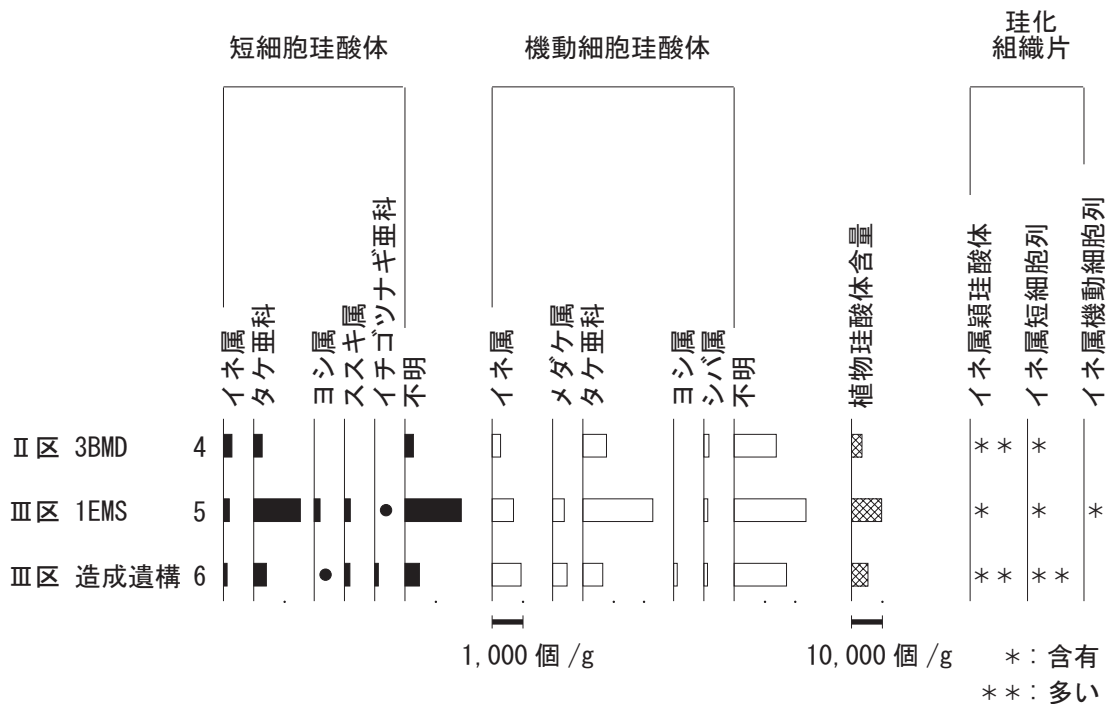 短細胞珪酸体
機動細胞珪酸体
珪化
組織片
イネ属
タケ亜科
ヨシ属
ススキ属
イチゴツナギ亜科
不明
イネ属
メダケ属
タケ亜科
ヨシ属
シバ属
不明
植物珪酸体含量
イネ属穎珪酸体
イネ属短細胞列
イネ属機動細胞列
Ⅱ区 3BMD 4 ** *
Ⅲ区 1EMS 5 ● * * *
Ⅲ区 造成遺構 6 ● ** **
1,000 個 /g
10,000 個 /g
*：含有
**：多い